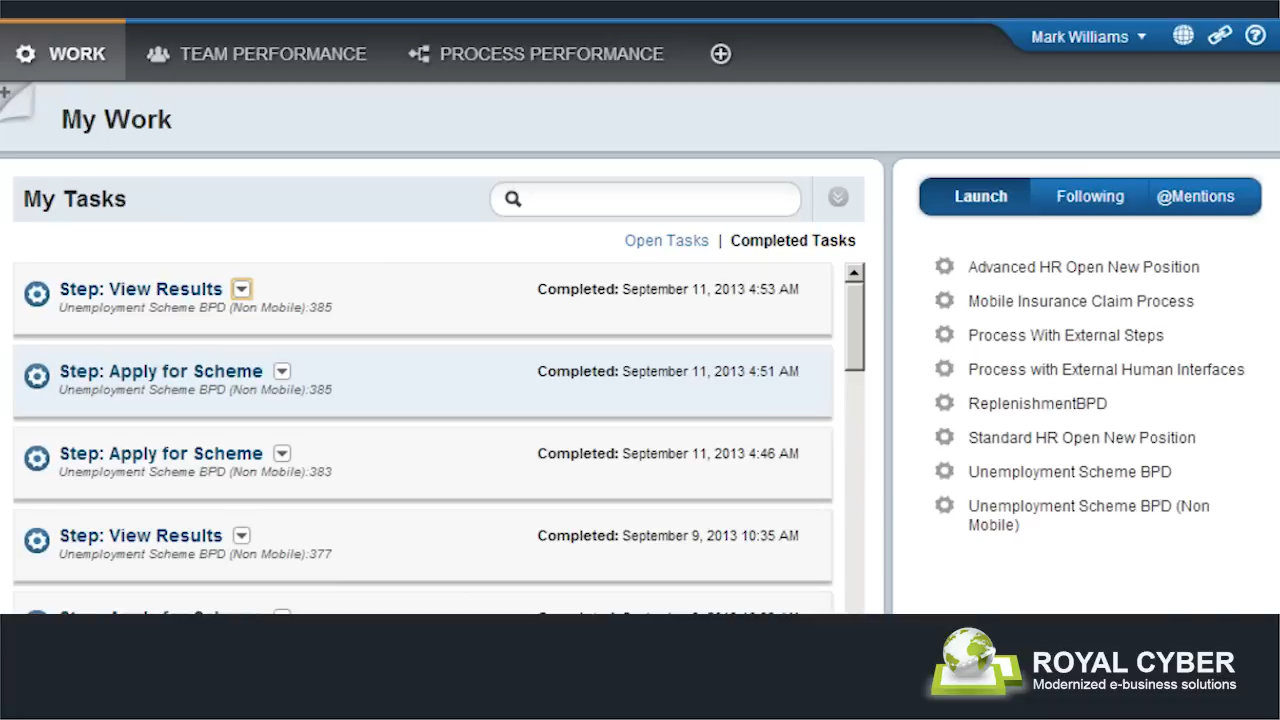 WORK
TEAM PERFORMANCE
PROCESS PERFORMANCE
Mark Williams
My Work
My Tasks
Open Tasks | Completed Tasks
Step: View Results
Completed: September 11, 2013 4:53 AM
Unemployment Scheme BPD (Non Mobile):385
Step: Apply for Scheme
Completed: September 11, 2013 4:51 AM
Unemployment Scheme BPD (Non Mobile):385
Step: Apply for Scheme
Completed: September 11, 2013 4:46 AM
Unemployment Scheme BPD (Non Mobile):383
Step: View Results
Completed: September 9, 2013 10:35 AM
Unemployment Scheme BPD (Non Mobile):377
Launch
Following
@Mentions
Advanced HR Open New Position
Mobile Insurance Claim Process
Process With External Steps
Process with External Human Interfaces
ReplenishmentBPD
Standard HR Open New Position
Unemployment Scheme BPD
Unemployment Scheme BPD (Non
Mobile)
ROYAL CYBER
Modernized e-business solutions